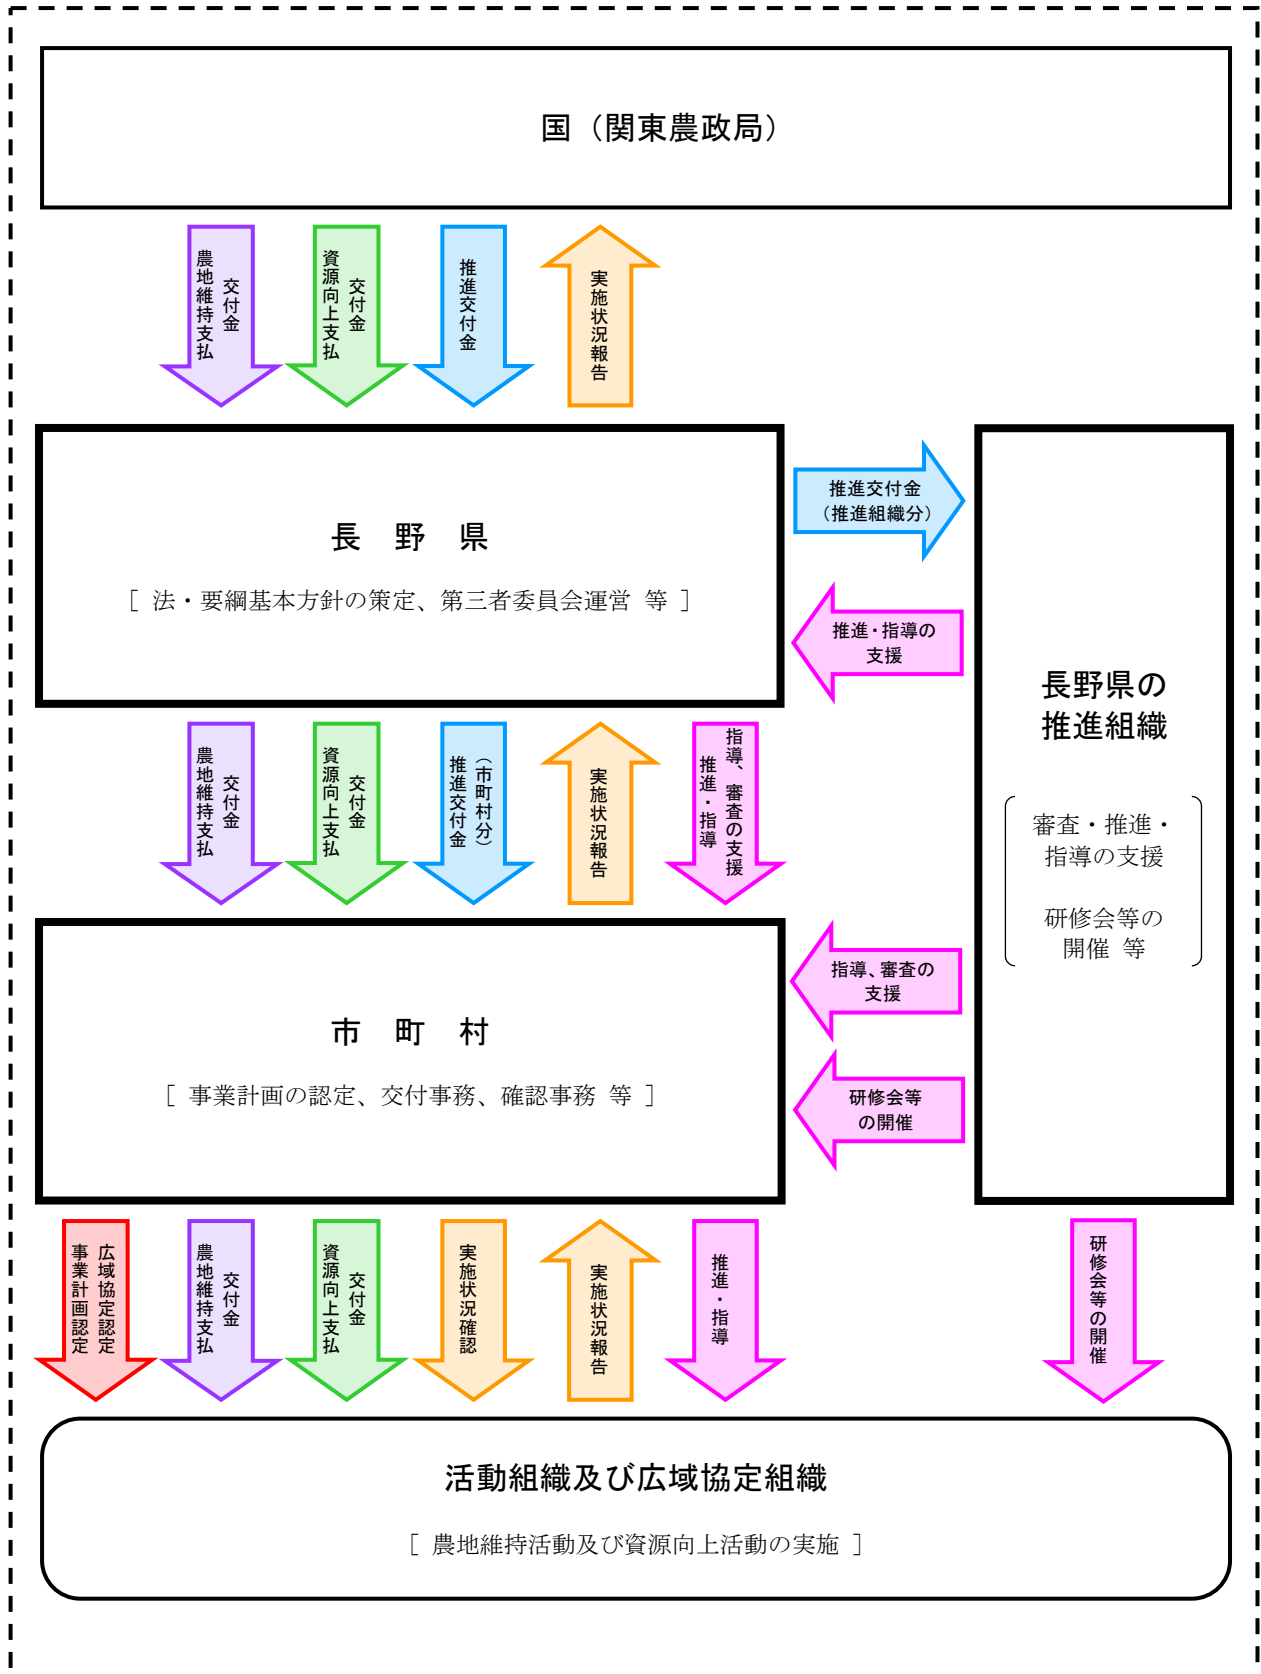 国（関東農政局）
農地維持支払
交付金
資源向上支払
交付金
推進交付金
実施状況報告
長　野　県
［ 法・要綱基本方針の策定、第三者委員会運営 等 ］
推進交付金
（推進組織分）
推進・指導の
支援
長野県の
推進組織
審査・推進・
指導の支援
研修会等の
開催 等
農地維持支払
交付金
資源向上支払
交付金
推進交付金
（市町村分）
実施状況報告
推進・指導
指導、審査の支援
市　町　村
［ 事業計画の認定、交付事務、確認事務 等 ］
指導、審査の
支援
研修会等
の開催
事業計画認定
広域協定認定
農地維持支払
交付金
資源向上支払
交付金
実施状況確認
実施状況報告
推進・指導
研修会等の開催
活動組織及び広域協定組織
［ 農地維持活動及び資源向上活動の実施 ］